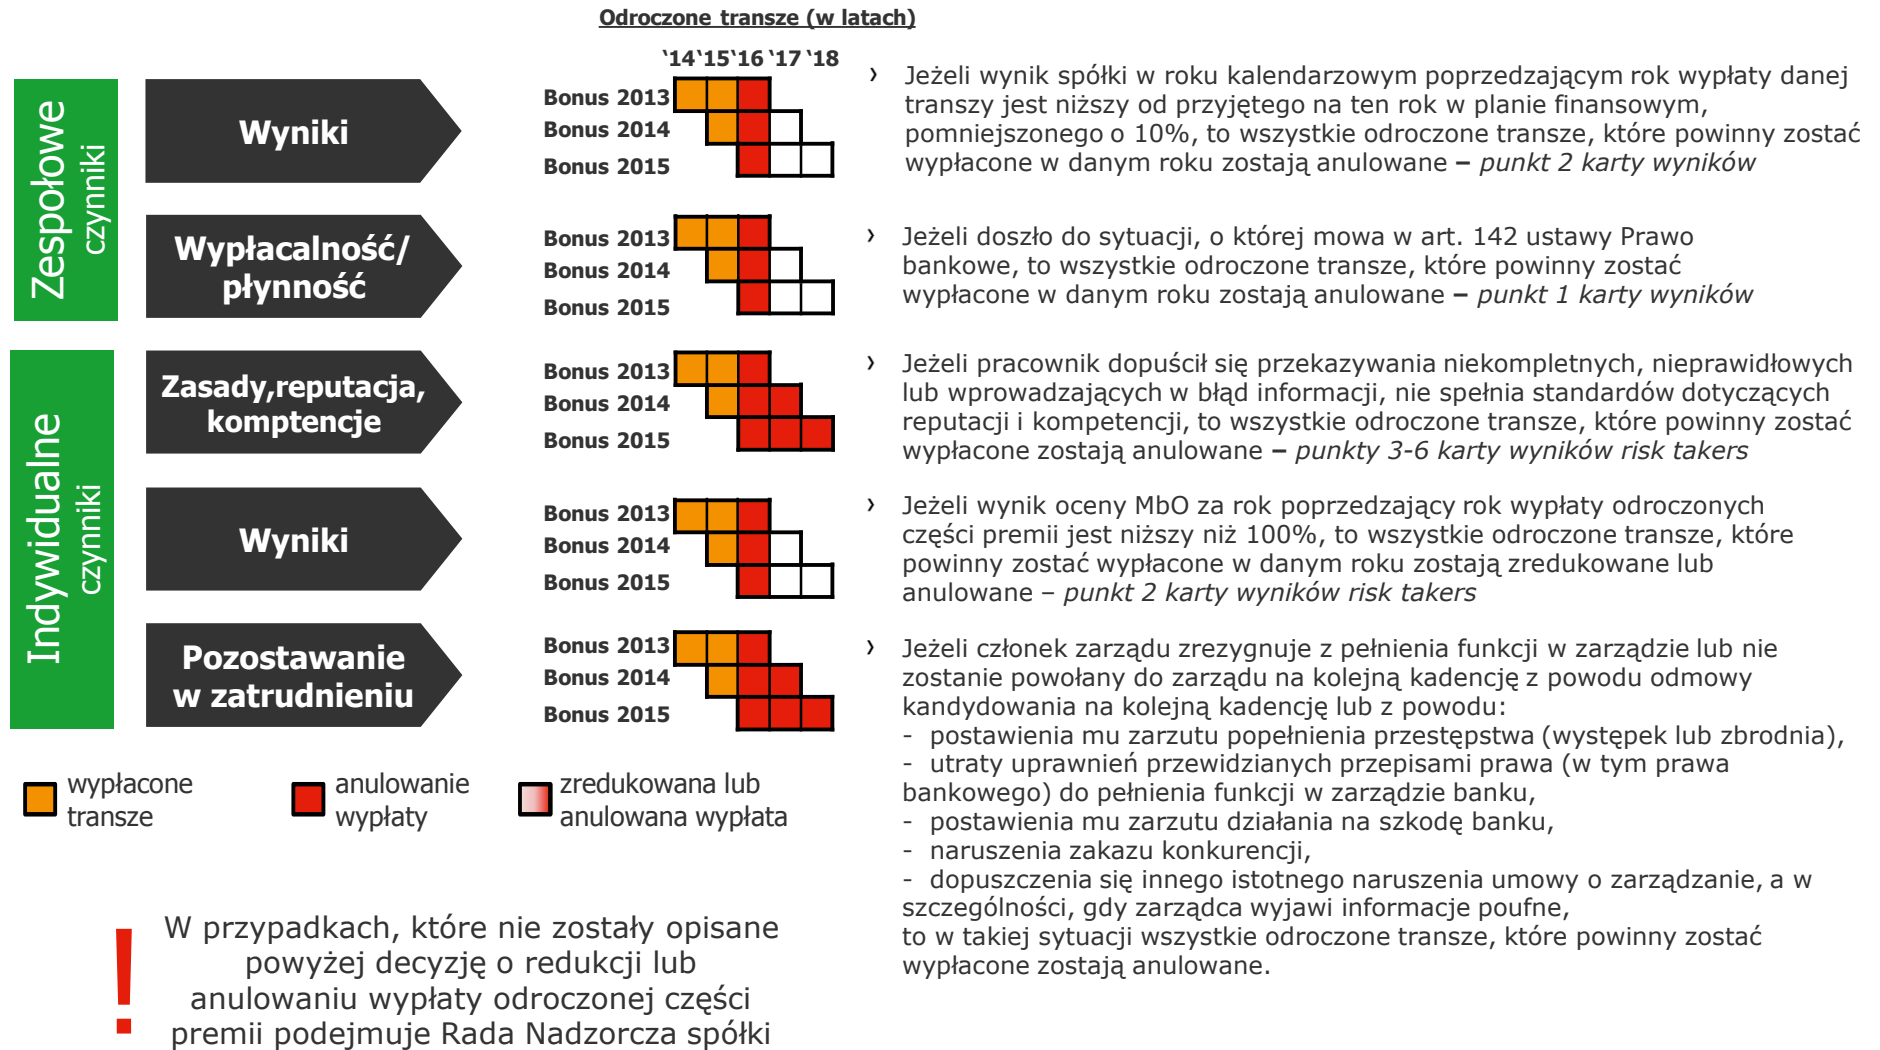 Odroczone transze (w latach)
‘14 ‘15 ‘16 ‘17 ‘18
Zespołowe
czynniki
Wyniki
Bonus 2013
Bonus 2014
Bonus 2015
› Jeżeli wynik spółki w roku kalendarzowym poprzedzającym rok wypłaty danej
transzy jest niższy od przyjętego na ten rok w planie finansowym,
pomniejszonego o 10%, to wszystkie odroczone transze, które powinny zostać
wypłacone w danym roku zostają anulowane – punkt 2 karty wyników
Wypłacalność/
płynność
Bonus 2013
Bonus 2014
Bonus 2015
› Jeżeli doszło do sytuacji, o której mowa w art. 142 ustawy Prawo
bankowe, to wszystkie odroczone transze, które powinny zostać
wypłacone w danym roku zostają anulowane – punkt 1 karty wyników
Indywidualne
czynniki
Zasady,reputacja,
komptencje
Bonus 2013
Bonus 2014
Bonus 2015
› Jeżeli pracownik dopuścił się przekazywania niekompletnych, nieprawidłowych
lub wprowadzających w błąd informacji, nie spełnia standardów dotyczących
reputacji i kompetencji, to wszystkie odroczone transze, które powinny zostać
wypłacone zostają anulowane – punkty 3-6 karty wyników risk takers
Wyniki
Bonus 2013
Bonus 2014
Bonus 2015
› Jeżeli wynik oceny MbO za rok poprzedzający rok wypłaty odroczonych
części premii jest niższy niż 100%, to wszystkie odroczone transze, które
powinny zostać wypłacone w danym roku zostają zredukowane lub
anulowane – punkt 2 karty wyników risk takers
Pozostawanie
w zatrudnieniu
Bonus 2013
Bonus 2014
Bonus 2015
› Jeżeli członek zarządu zrezygnuje z pełnienia funkcji w zarządzie lub nie
zostanie powołany do zarządu na kolejną kadencję z powodu odmowy
kandydowania na kolejną kadencję lub z powodu:
- postawienia mu zarzutu popełnienia przestępstwa (występek lub zbrodnia),
- utraty uprawnień przewidzianych przepisami prawa (w tym prawa
bankowego) do pełnienia funkcji w zarządzie banku,
- postawienia mu zarzutu działania na szkodę banku,
- naruszenia zakazu konkurencji,
- dopuszczenia się innego istotnego naruszenia umowy o zarządzanie, a w
szczególności, gdy zarządca wyjawi informacje poufne,
to w takiej sytuacji wszystkie odroczone transze, które powinny zostać
wypłacone zostają anulowane.
wypłacone
transze
anulowanie
wypłaty
zredukowana lub
anulowana wypłata
!
W przypadkach, które nie zostały opisane
powyżej decyzję o redukcji lub
anulowaniu wypłaty odroczonej części
premii podejmuje Rada Nadzorcza spółki